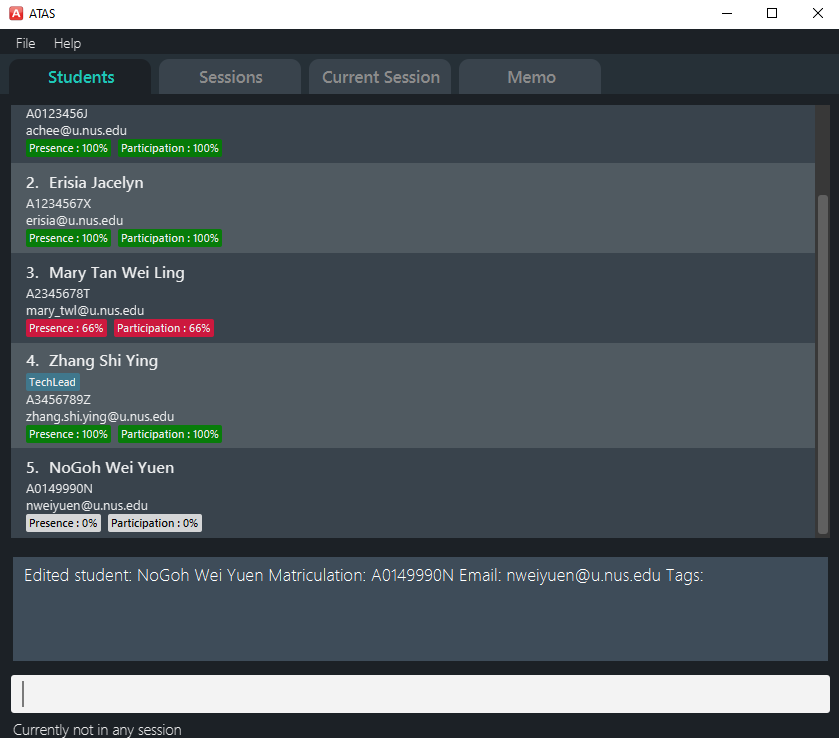 A ATAS
File Help
Students Sessions Current Session Memo
A0123456J
achee@u.nus.edu
Presence : 100% Participation : 100%
2. Erisia Jacelyn
A1234567X
erisia@u.nus.edu
Presence : 100% Participation : 100%
3. Mary Tan Wei Ling
A2345678T
mary_twl@u.nus.edu
Presence : 66% Participation : 66%
4. Zhang Shi Ying
TechLead
A3456789Z
zhang.shi.ying@u.nus.edu
Presence : 100% Participation : 100%
5. NoGoh Wei Yuen
A0149990N
nweiyuen@u.nus.edu
Presence : 0% Participation : 0%
Edited student: NoGoh Wei Yuen Matriculation: A0149990N Email: nweiyuen@u.nus.edu Tags:
Currently not in any session